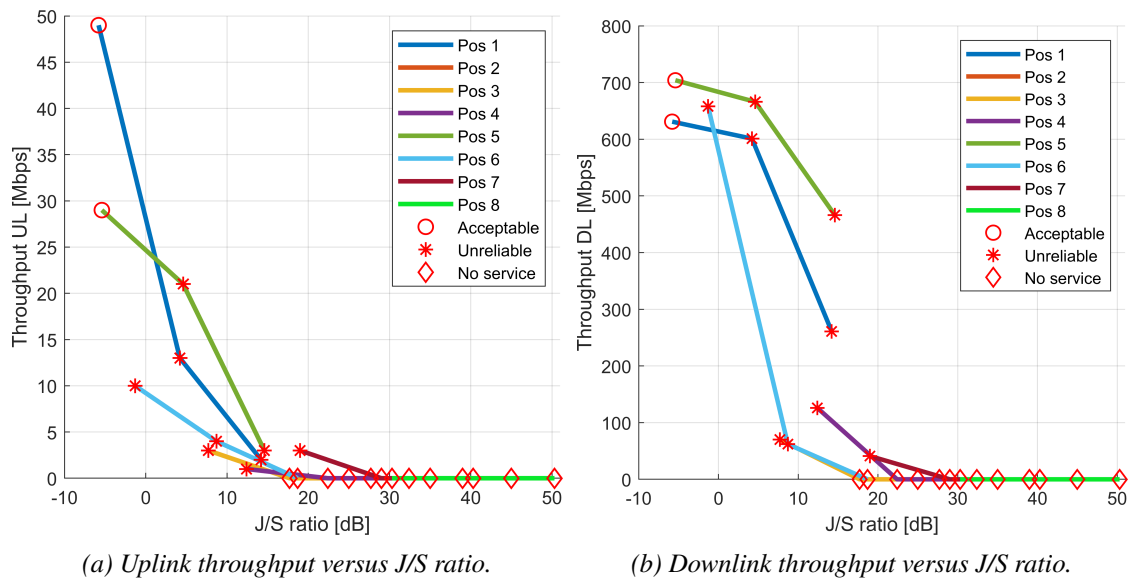 50
45
40
35
30
25
20
15
10
5
0
Throughput UL [Mbps]
-10 0 10 20 30 40 50
J/S ratio [dB]
Pos 1
Pos 2
Pos 3
Pos 4
Pos 5
Pos 6
Pos 7
Pos 8
Acceptable
Unreliable
No service
(a) Uplink throughput versus J/S ratio.
800
700
600
500
400
300
200
100
0
Throughput DL [Mbps]
-10 0 10 20 30 40 50
J/S ratio [dB]
Pos 1
Pos 2
Pos 3
Pos 4
Pos 5
Pos 6
Pos 7
Pos 8
Acceptable
Unreliable
No service
(b) Downlink throughput versus J/S ratio.